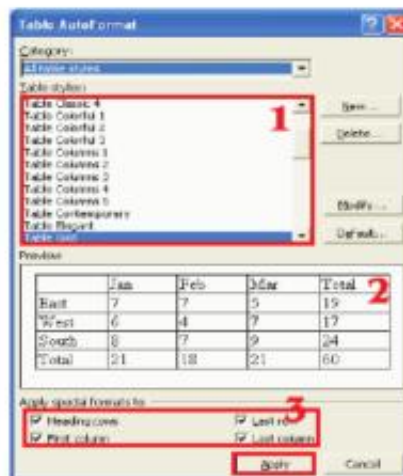 Table AutoFormat
Category:
All table styles
Table styles:
Table Classic 4
Table Colorful 1
Table Colorful 2
Table Colorful 3
Table Columns 1
Table Columns 2
Table Columns 3
Table Columns 4
Table Columns 5
Table Contemporary
Table Elegant
Table Grid
1
New...
Delete...
Modify...
Default...
Preview
Jan Feb Mar Total
East 7 7 5 19
West 6 4 7 17
South 8 7 9 24
Total 21 18 21 60
2
Apply special formats to
3
Heading rows Last row
First column Last column
Apply Cancel